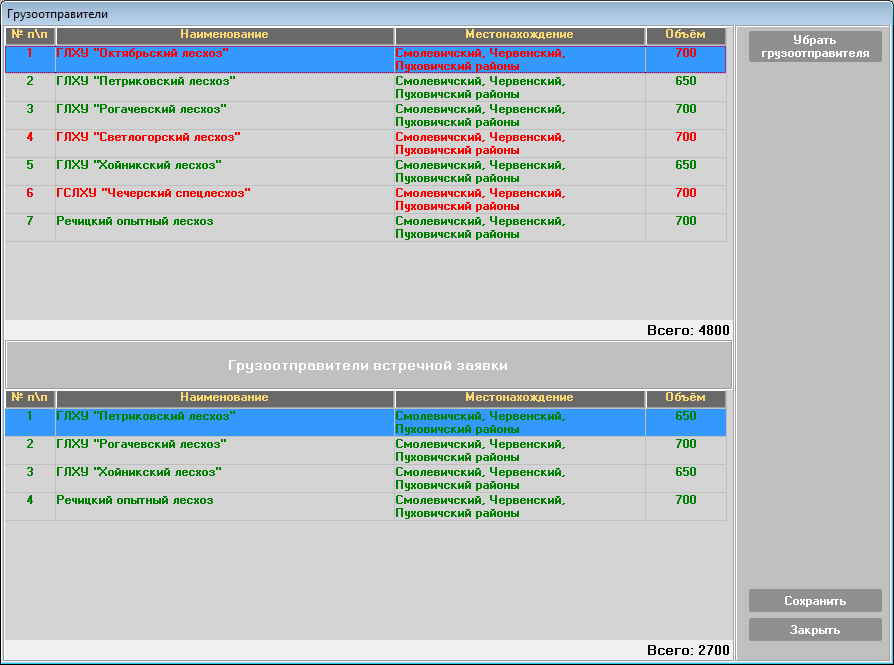 Грузоотправители
№ п\п Наименование Местонахождение Объём
1 ГЛХУ "Октябрьский лесхоз" Смолевичский, Червенский, 700
Пуховичский районы
2 ГЛХУ "Петриковский лесхоз" Смолевичский, Червенский, 650
Пуховичский районы
3 ГЛХУ "Рогачевский лесхоз" Смолевичский, Червенский, 700
Пуховичский районы
4 ГЛХУ "Светлогорский лесхоз" Смолевичский, Червенский, 700
Пуховичский районы
5 ГЛХУ "Хойникский лесхоз" Смолевичский, Червенский, 650
Пуховичский районы
6 ГСЛХУ "Чечерский спецлесхоз" Смолевичский, Червенский, 700
Пуховичский районы
7 Речицкий опытный лесхоз Смолевичский, Червенский, 700
Пуховичский районы
Всего: 4800
Грузоотправители встречной заявки
№ п\п Наименование Местонахождение Объём
1 ГЛХУ "Петриковский лесхоз" Смолевичский, Червенский, 650
Пуховичский районы
2 ГЛХУ "Рогачевский лесхоз" Смолевичский, Червенский, 700
Пуховичский районы
3 ГЛХУ "Хойникский лесхоз" Смолевичский, Червенский, 650
Пуховичский районы
4 Речицкий опытный лесхоз Смолевичский, Червенский, 700
Пуховичский районы
Всего: 2700
Убрать
грузоотправителя
Сохранить
Закрыть